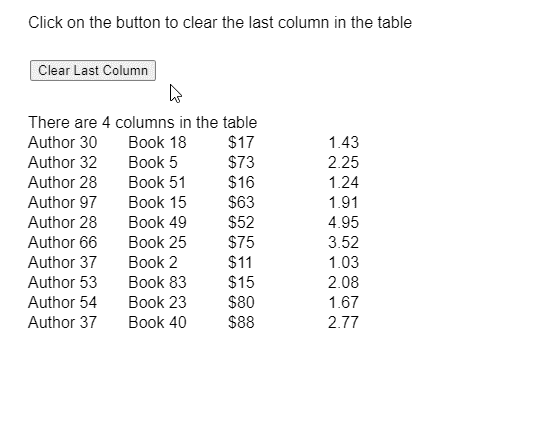 Click on the button to clear the last column in the table
Clear Last Column
There are 4 columns in the table
Author 30 Book 18 $17 1.43
Author 32 Book 5 $73 2.25
Author 28 Book 51 $16 1.24
Author 97 Book 15 $63 1.91
Author 28 Book 49 $52 4.95
Author 66 Book 25 $75 3.52
Author 37 Book 2 $11 1.03
Author 53 Book 83 $15 2.08
Author 54 Book 23 $80 1.67
Author 37 Book 40 $88 2.77